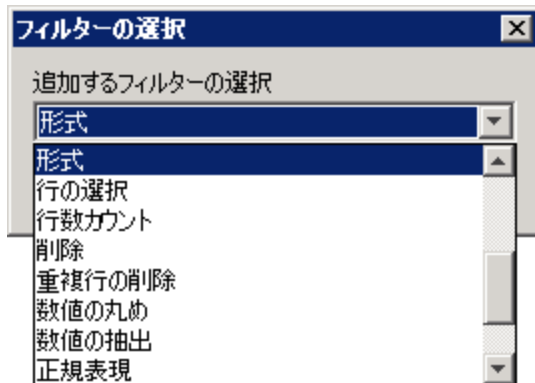 フィルターの選択
追加するフィルターの選択
形式
形式
行の選択
行数カウント
削除
重複行の削除
数値の丸め
数値の抽出
正規表現